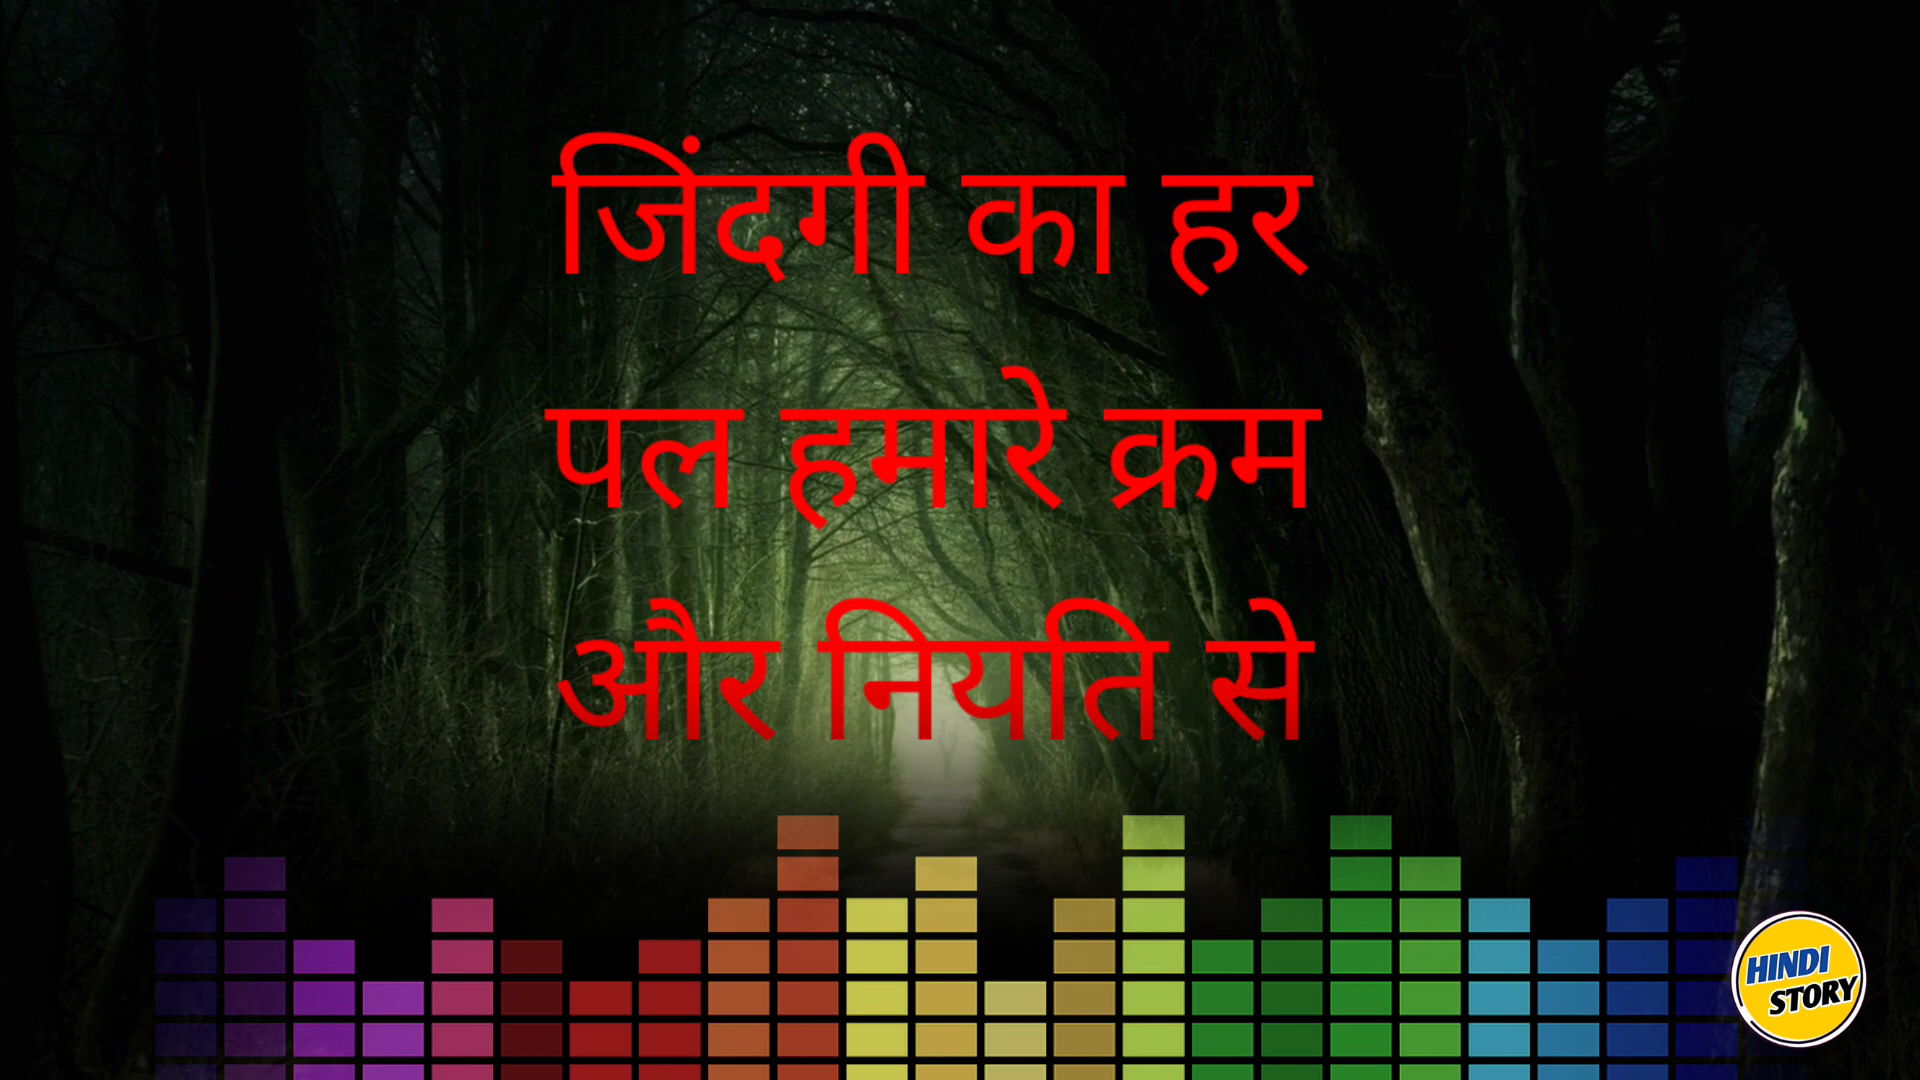 जिंदगी का हर
पल हमारे क्रम
और नियति से
HINDI
STORY